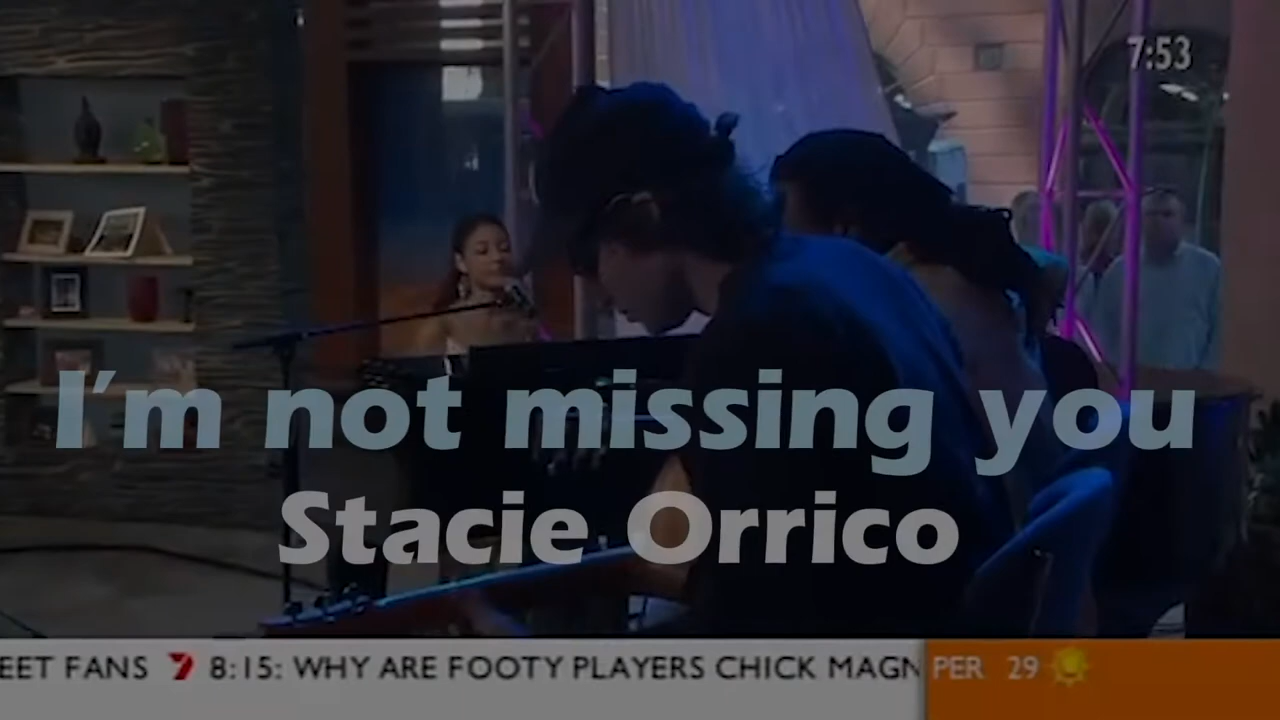 7:53
I'm not missing you
Stacie Orrico
EET FANS 7 8:15: WHY ARE FOOTY PLAYERS CHICK MAGN PER 29